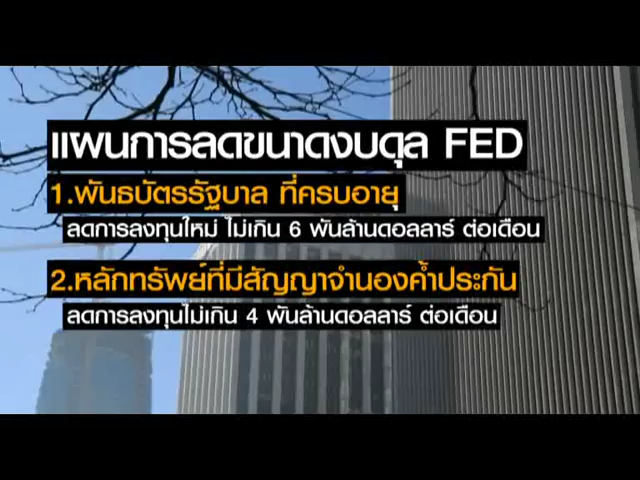 แผนการลดขนาดงบดุล FED
1.พันธบัตรรัฐบาล ที่ครบอายุ
ลดการลงทุนใหม่ ไม่เกิน 6 พันล้านดอลลาร์ ต่อเดือน
2.หลักทรัพย์ที่มีสัญญาจำนองค้ำประกัน
ลดการลงทุนไม่เกิน 4 พันล้านดอลลาร์ ต่อเดือน